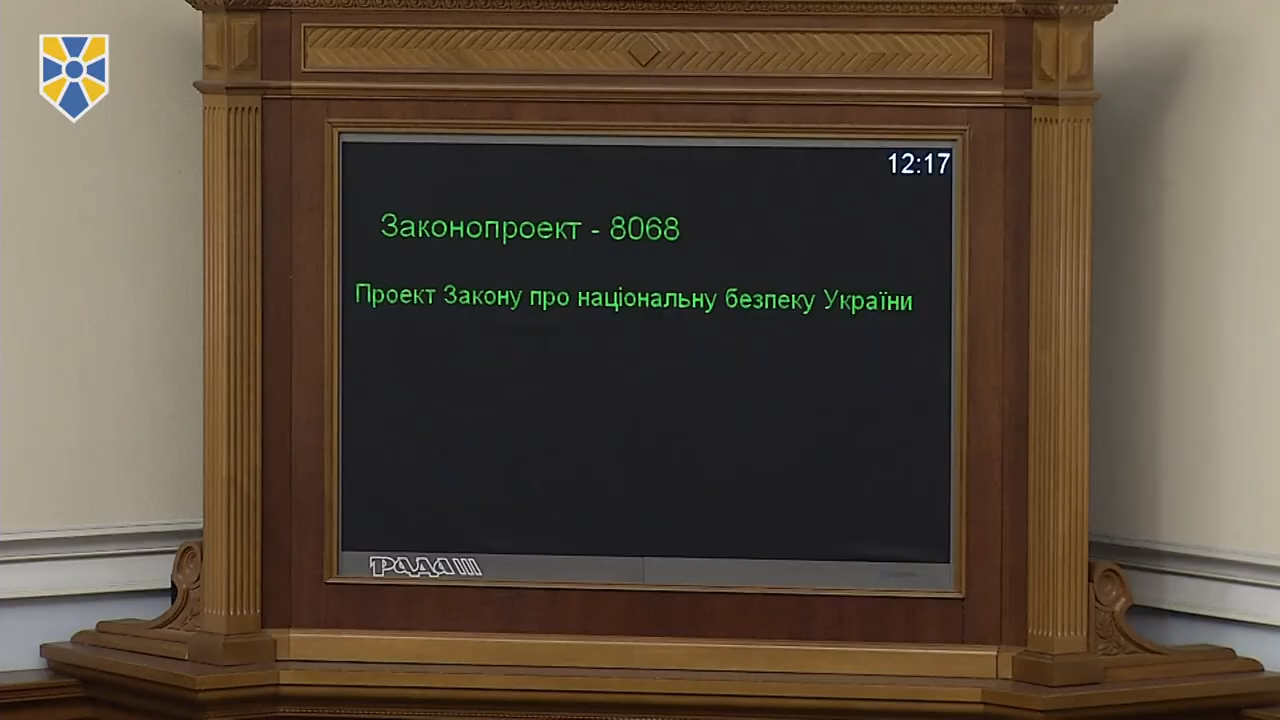 12:17
Законопроект - 8068
Проект Закону про національну безпеку України
РАДА